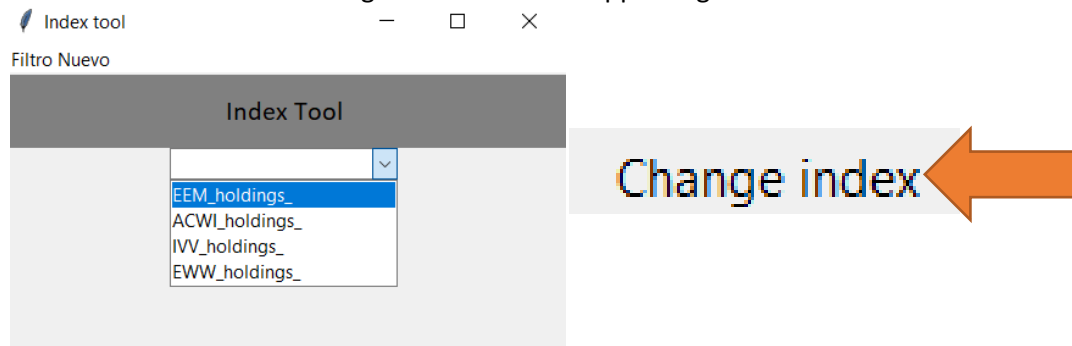 Index tool
Filtro Nuevo
Index Tool
EEM_holdings_
ACWI_holdings_
IVV_holdings_
EWW_holdings_
Change index